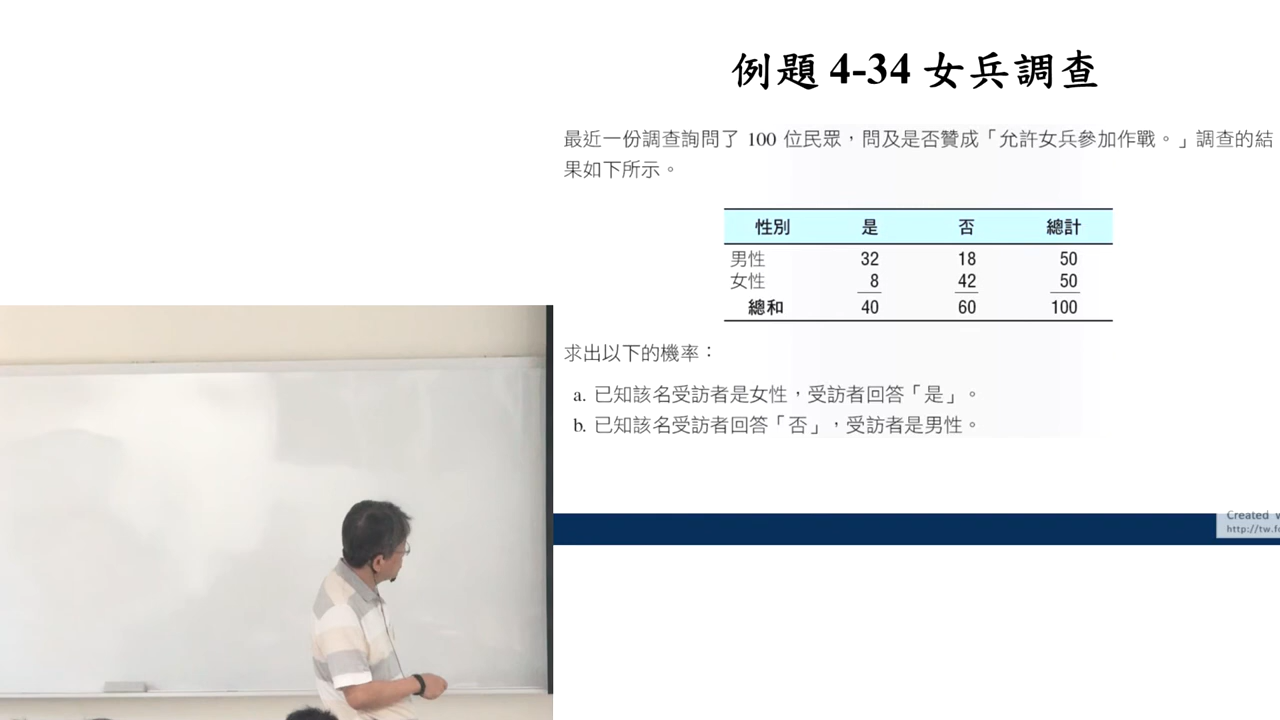 例題 4-34 女兵調查
最近一份調查詢問了 100 位民眾，問及是否贊成「允許女兵參加作戰。」調查的結
果如下所示。
性別 是 否 總計
男性 32 18 50
女性 8 42 50
總和 40 60 100
求出以下的機率：
a. 已知該名受訪者是女性，受訪者回答「是」。
b. 已知該名受訪者回答「否」，受訪者是男性。
Created
http://tw.fo